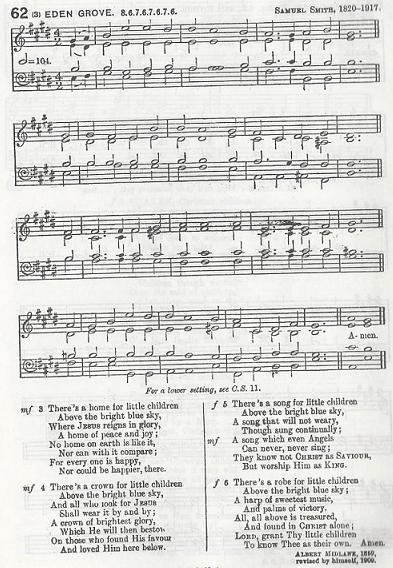 62 (3) EDEN GROVE. 8.6.7.6.7.6.7.6. SAMUEL SMITH, 1820–1917.
=104.
A-men.
For a lower setting, see C.S. 11.
mf 3 There's a home for little children
Above the bright blue sky,
Where JESUS reigns in glory,
A home of peace and joy;
No home on earth is like it,
Nor can with it compare;
For every one is happy,
Nor could be happier, there.
mf 4 There's a crown for little children
Above the bright blue sky,
And all who look for JESUS
Shall wear it by and by;
A crown of brightest glory,
Which He will then bestow
On those who found His favour
And loved Him here below.
f 5 There's a song for little children
Above the bright blue sky,
A song that will not weary,
Though sung continually;
mf A song which even Angels
Can never, never sing;
They know not CHRIST as SAVIOUR,
But worship Him as KING.
f 6 There's a robe for little children
Above the bright blue sky;
A harp of sweetest music,
And palms of victory.
All, all above is treasured,
And found in CHRIST alone;
LORD, grant Thy little children
To know Thee as their own. Amen.
ALBERT MIDLANE, 1859,
revised by himself, 1909.